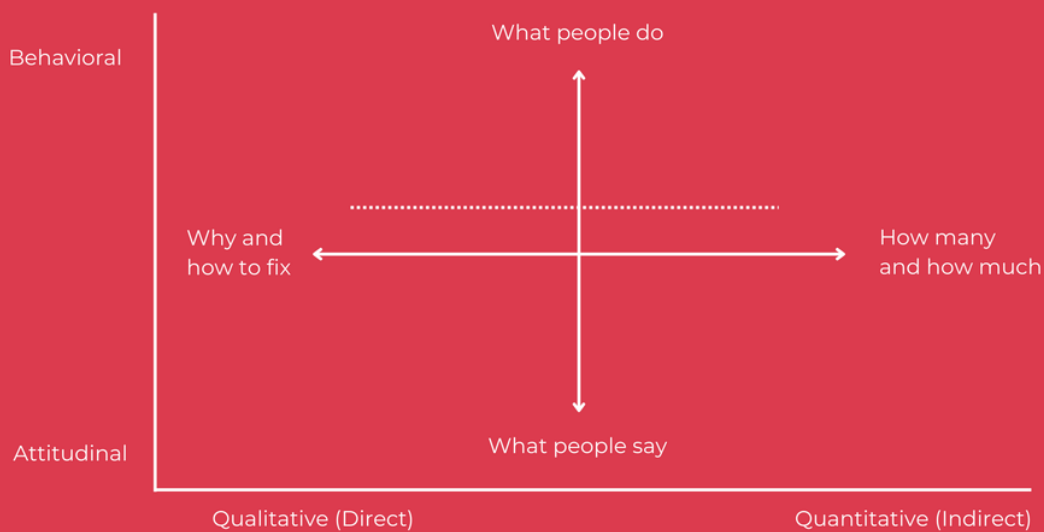 What people do
Behavioral
Why and
how to fix
How many
and how much
What people say
Attitudinal
Qualitative (Direct)
Quantitative (Indirect)